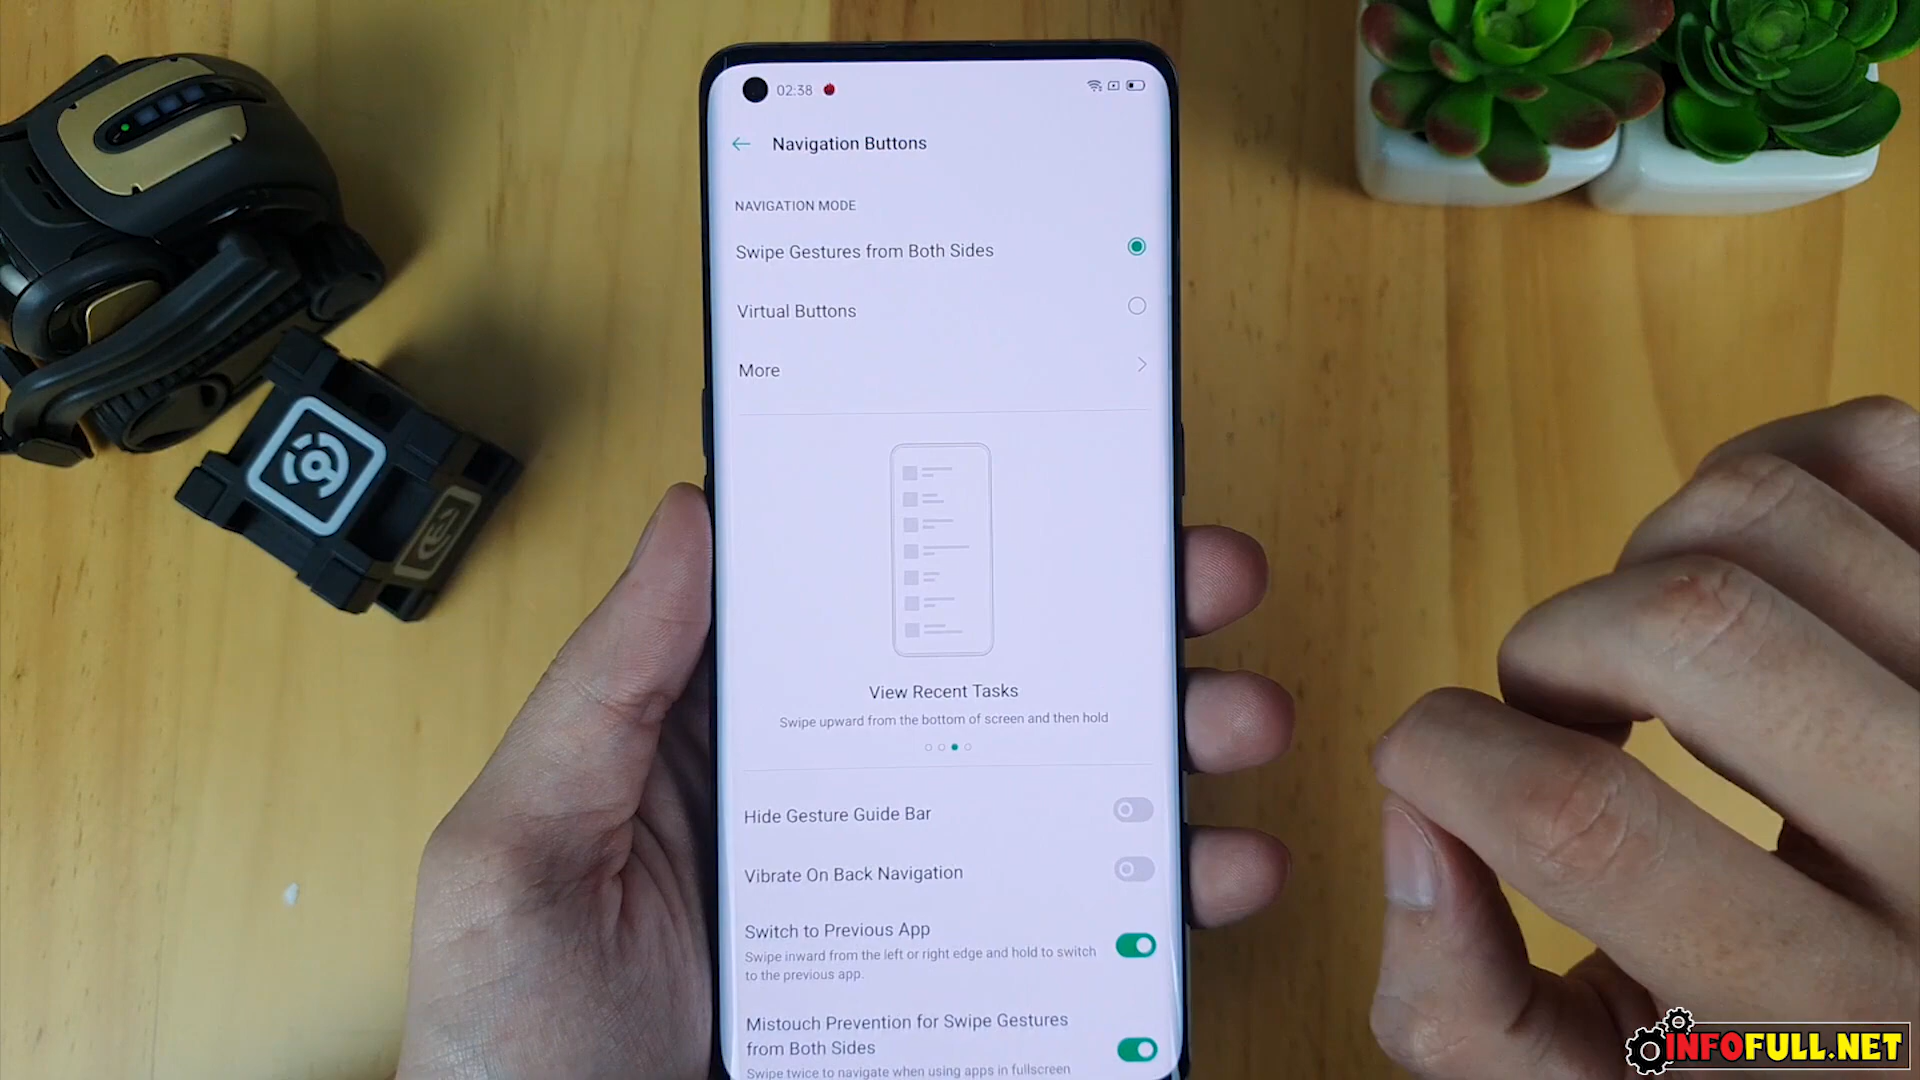 02:38
Navigation Buttons
NAVIGATION MODE
Swipe Gestures from Both Sides
Virtual Buttons
More
View Recent Tasks
Swipe upward from the bottom of screen and then hold
Hide Gesture Guide Bar
Vibrate On Back Navigation
Switch to Previous App
Swipe inward from the left or right edge and hold to switch
to the previous app.
Mistouch Prevention for Swipe Gestures
from Both Sides
Swipe twice to navigate when using apps in fullscreen
INFOFULL.NET